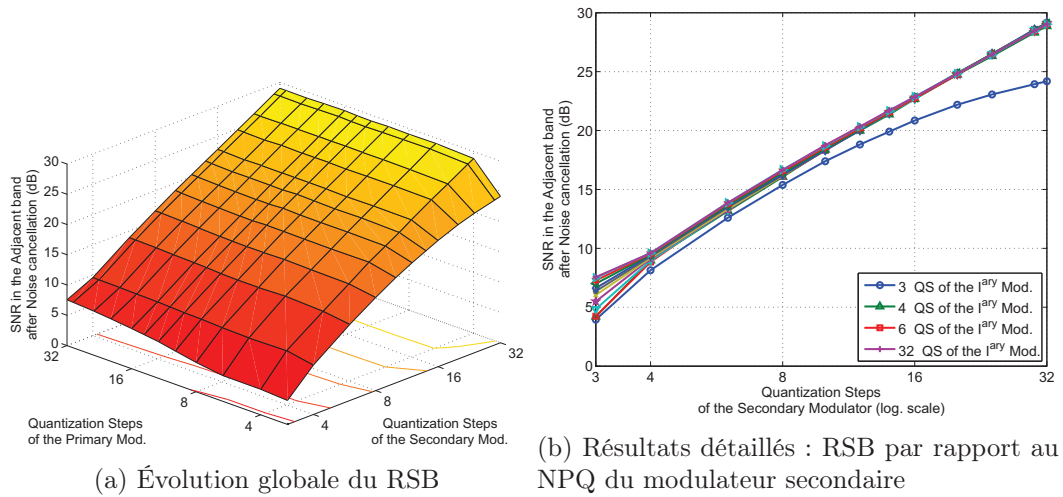 SNR in the Adjacent band
after Noise cancellation (dB)
30
25
20
15
10
5
0
32
16
8
4
Quantization Steps
of the Primary Mod.
4
8
16
32
Quantization Steps
of the Secondary Mod.
(a) Évolution globale du RSB
SNR in the Adjacent band
after Noise cancellation (dB)
30
25
20
15
10
5
0
3 4 8 16 32
Quantization Steps
of the Secondary Modulator (log. scale)
3 QS of the I^ary Mod.
4 QS of the I^ary Mod.
6 QS of the I^ary Mod.
32 QS of the I^ary Mod.
(b) Résultats détaillés : RSB par rapport au
NPQ du modulateur secondaire